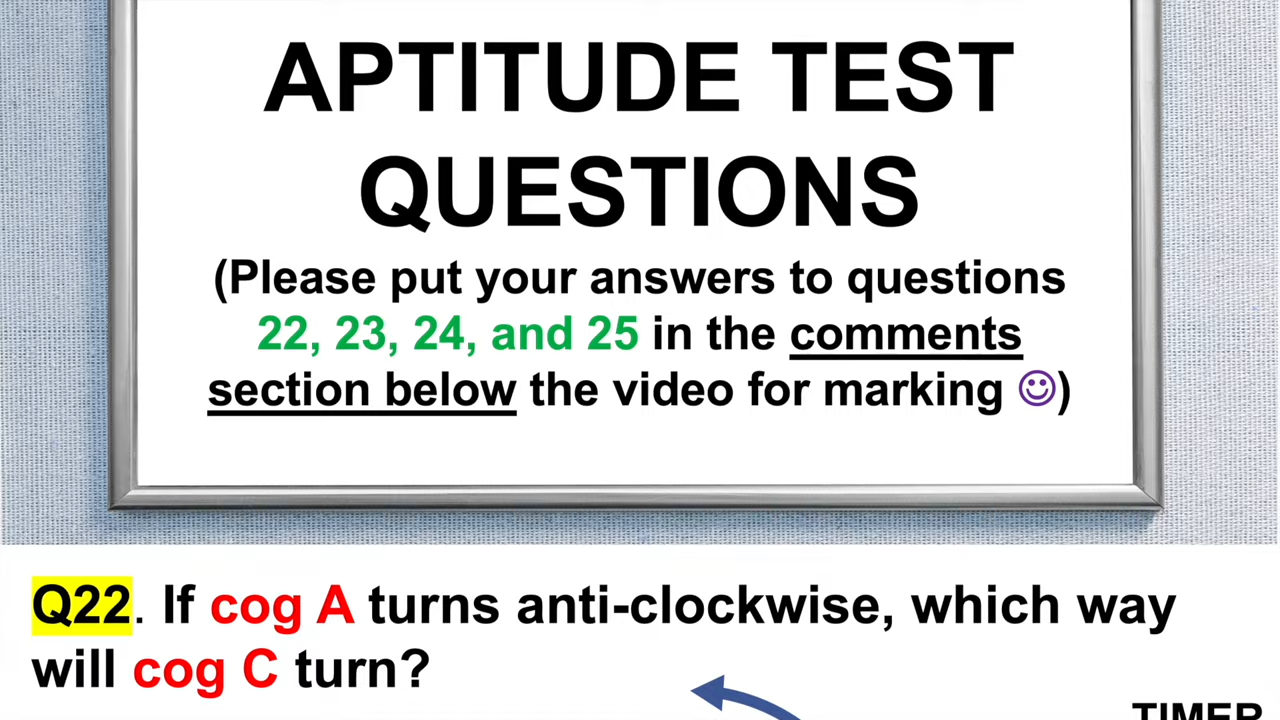 APTITUDE TEST
QUESTIONS
(Please put your answers to questions
22, 23, 24, and 25 in the comments
section below the video for marking ☺)
Q22. If cog A turns anti-clockwise, which way
will cog C turn?
TIMER